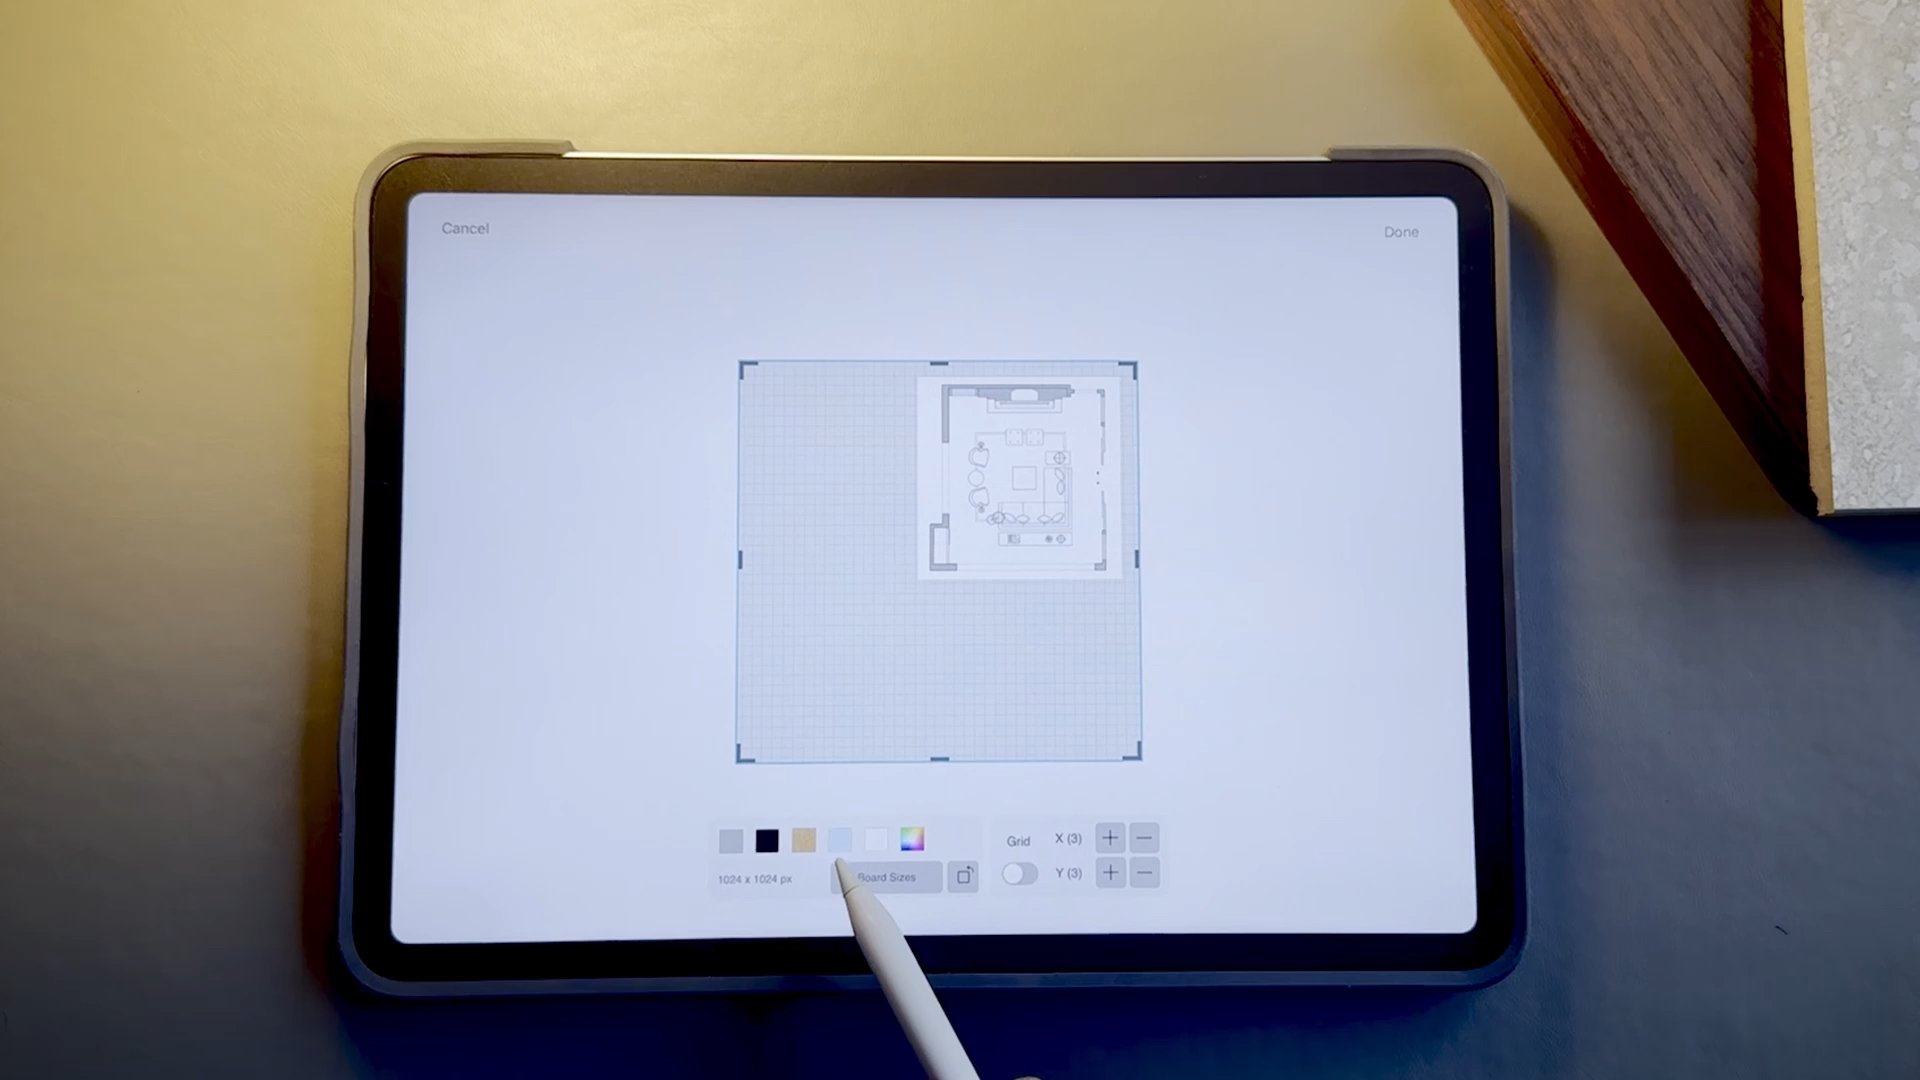 Cancel
Done
Grid
X (3)
1024 x 1024 px
Board Sizes
Y (3)